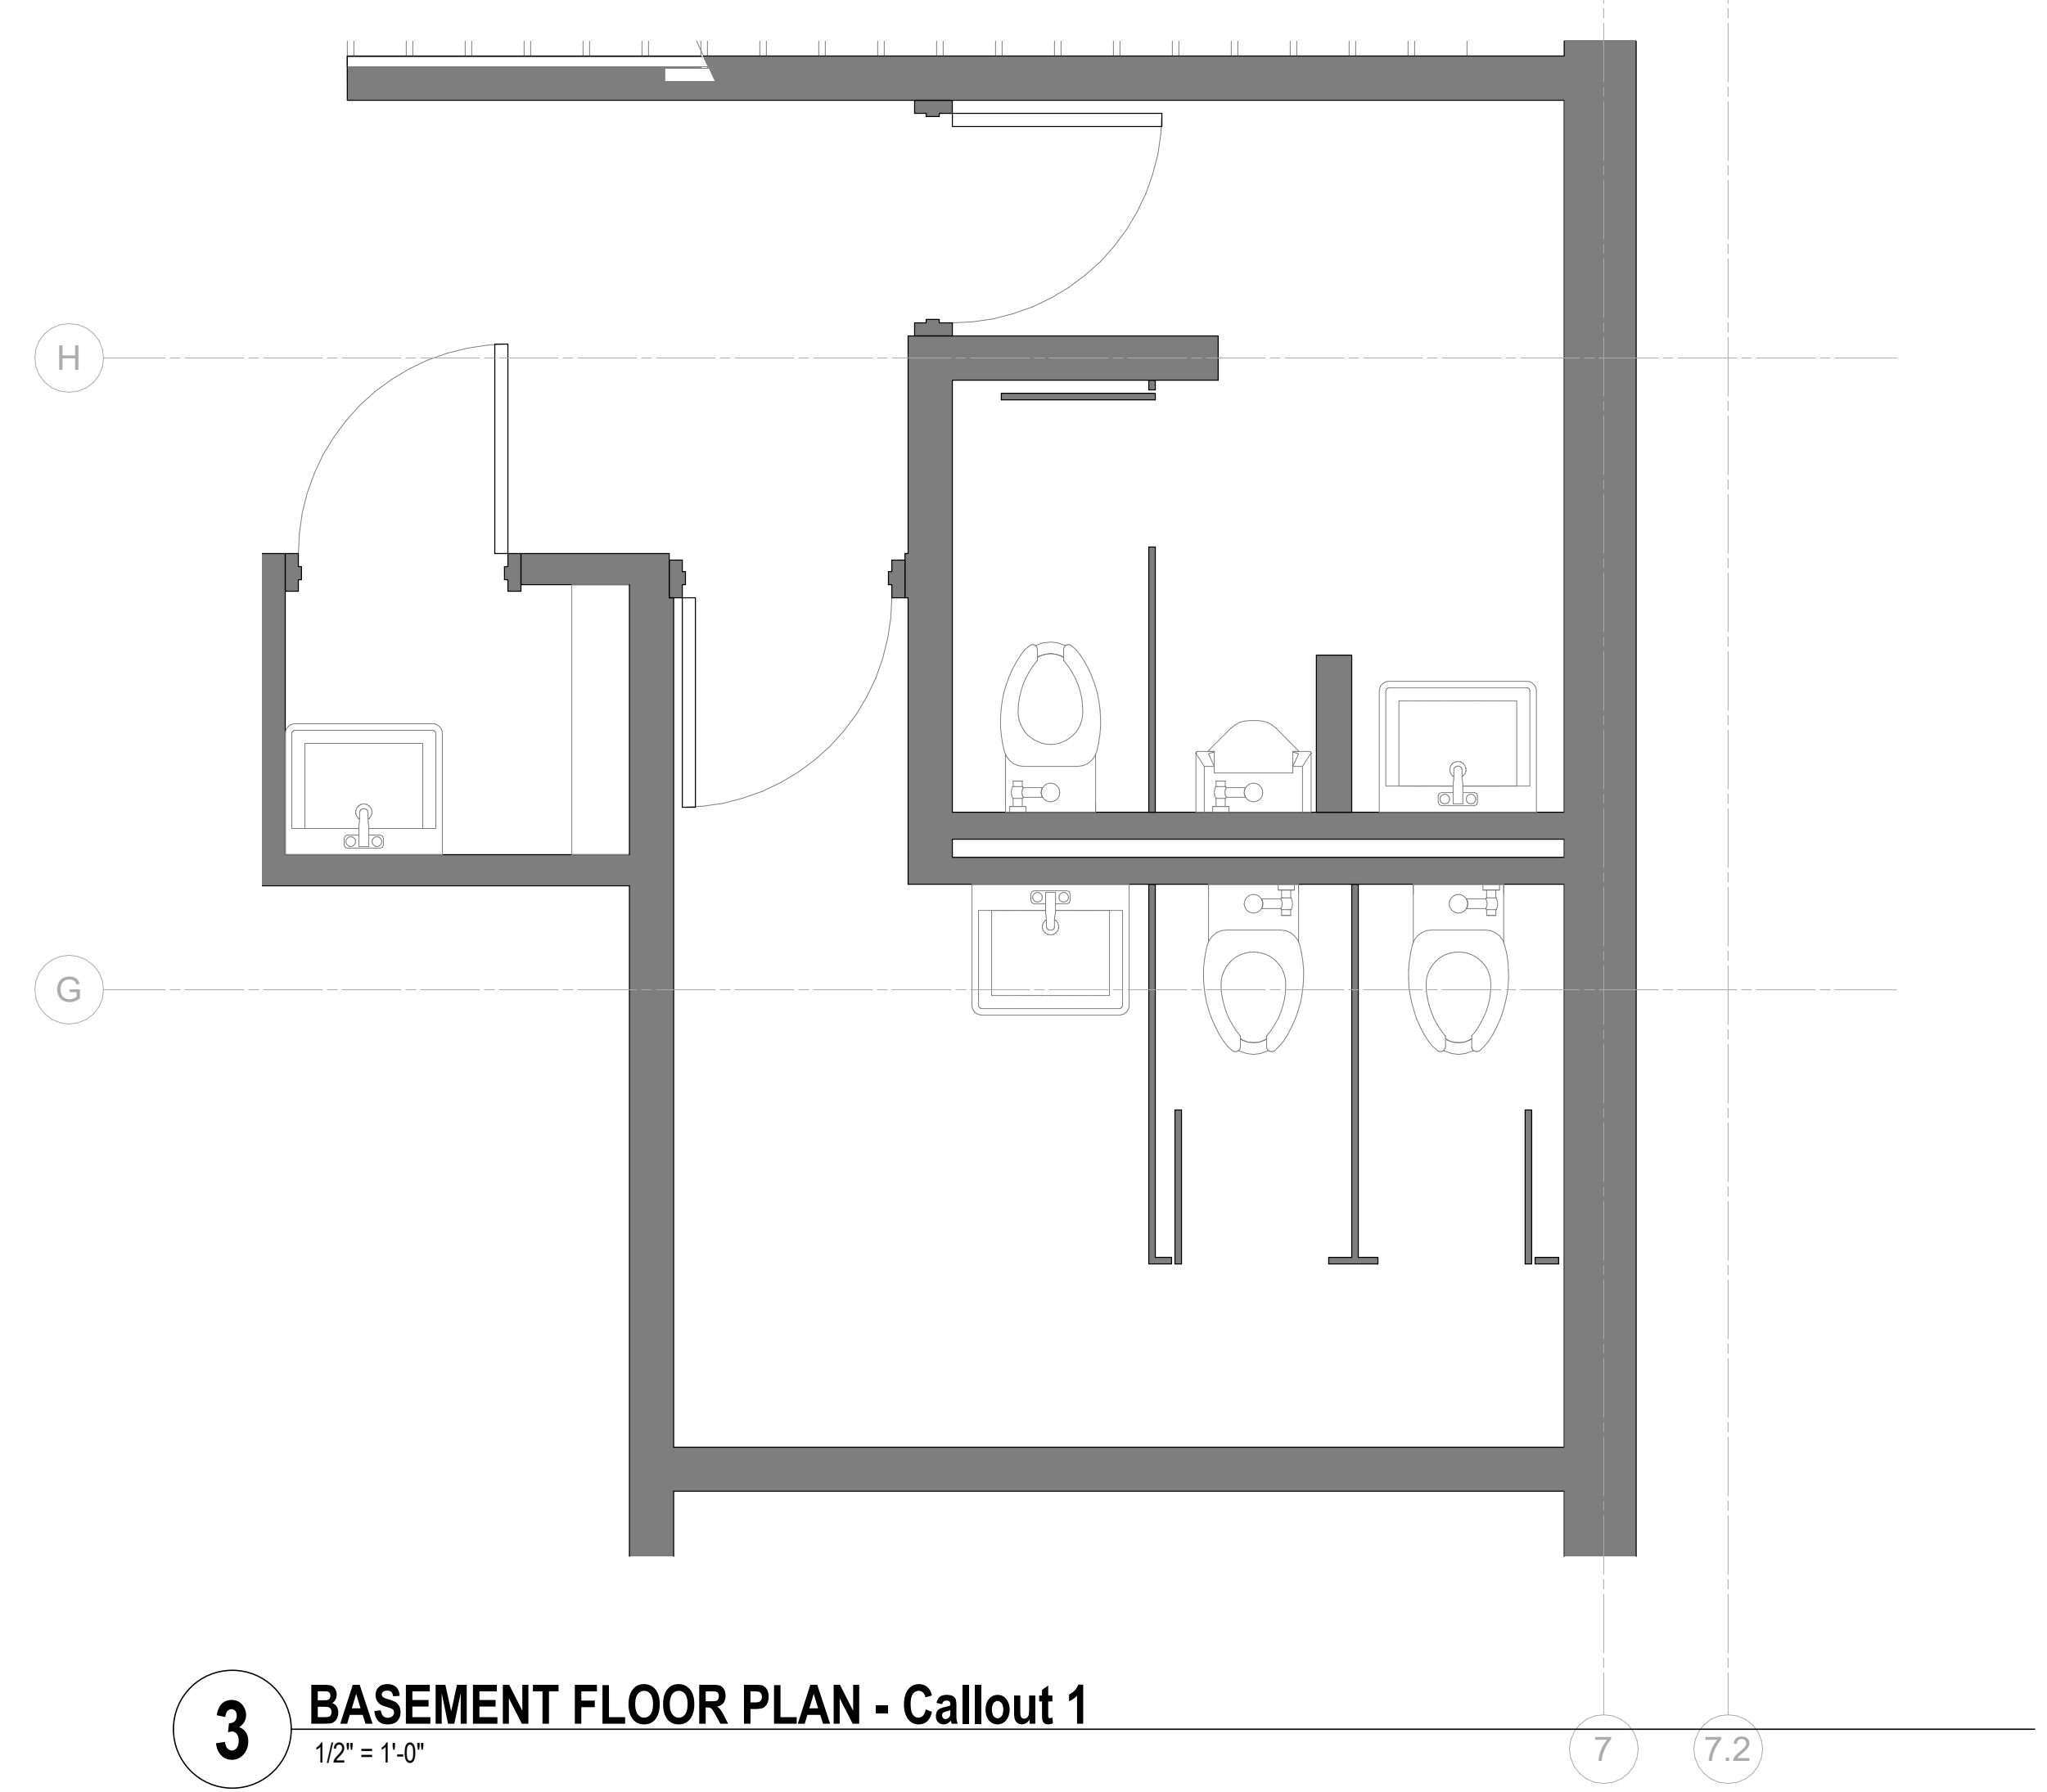 H
G
3
BASEMENT FLOOR PLAN - Callout 1
1/2" = 1'-0"
7
7.2